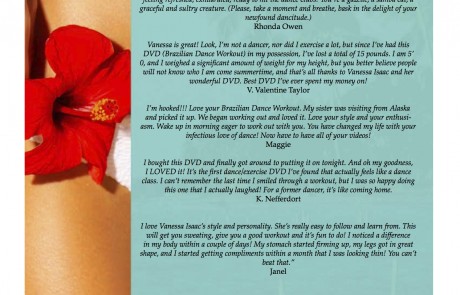 feeling refreshed, exhilarated, ready to hit the dance class. You're a gazelle, a samba cat, a
graceful and sultry creature. (Please, take a moment and breathe, bask in the delight of your
newfound dancitude.)
Rhonda Owen
Vanessa is great! Look, I'm not a dancer, nor did I exercise a lot, but since I've had this
DVD (Brazilian Dance Workout) in my possession, I've lost a total of 15 pounds. I am 5'
0, and I weighed a significant amount of weight for my height, but you better believe people
will not know who I am come summertime, and that's all thanks to Vanessa Isaac and her
wonderful DVD. Best DVD I've ever spent my money on!
V. Valentine Taylor
I'm hooked!!! Love your Brazilian Dance Workout. My sister was visiting from Alaska
and picked it up. We began working out and loved it. Love your style and your enthusi-
asm. Wake up in morning eager to work out with you. You have changed my life with your
infectious love of dance! Now to have all of your videos!
Maggie
I bought this DVD and finally got around to putting it on tonight. And oh my goodness,
I LOVED it! It's the first dance/exercise DVD I've found that actually feels like a
dance class. I can't remember the last time I smiled through a workout, but I was so happy doing
this one that I actually laughed! For a former dancer, it's like coming home.
K. Nefferdort
I love Vanessa Isaac's style and personality. She's really easy to follow and learn from. This
will get you sweating, give you a good workout and it's fun to do! I noticed a difference
in my body within a couple of days! My stomach started firming up, my legs got in great
shape, and I started getting compliments within a month that I was looking thin! You can't
beat that."
Janel